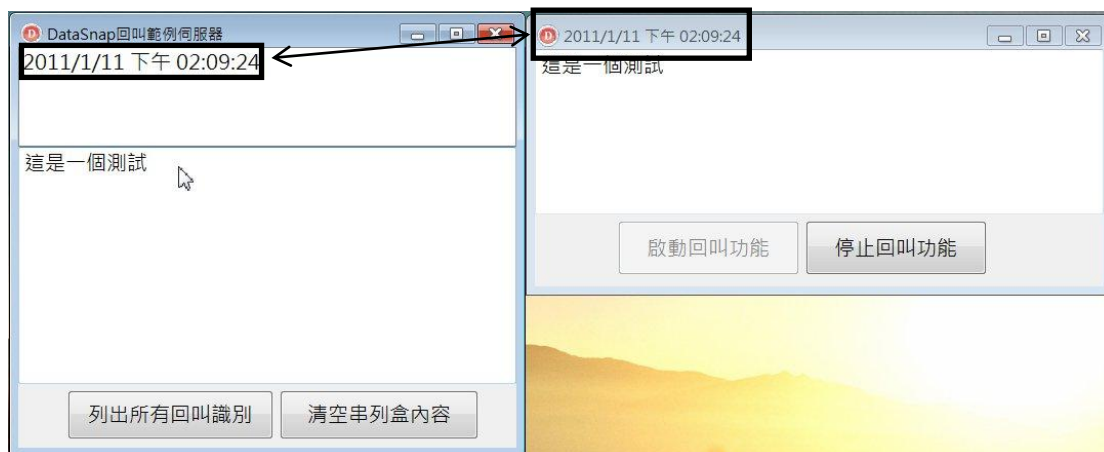 DataSnap回叫範例伺服器
2011/1/11 下午 02:09:24
這是一個測試
列出所有回叫識別
清空串列盒內容
2011/1/11 下午 02:09:24
這是一個測試
啟動回叫功能
停止回叫功能